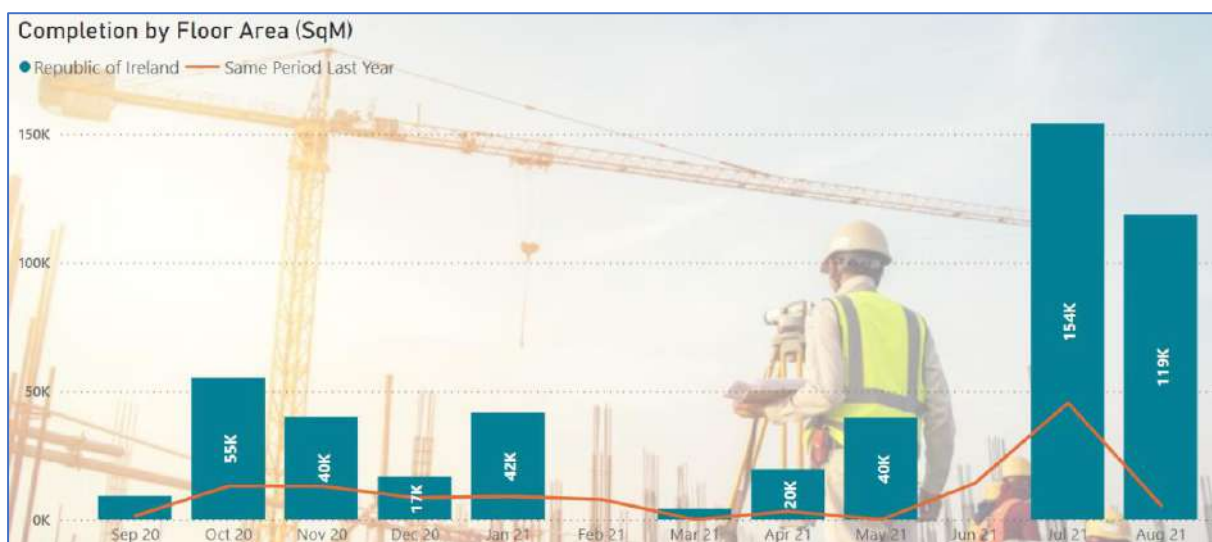 Completion by Floor Area (SqM)
Republic of Ireland Same Period Last Year
150K
100K
50K
0K
55K
40K
17K
42K
20K
40K
154K
119K
Sep 20 Oct 20 Nov 20 Dec 20 Jan 21 Feb 21 Mar 21 Apr 21 May 21 Jun 21 Jul 21 Aug 21